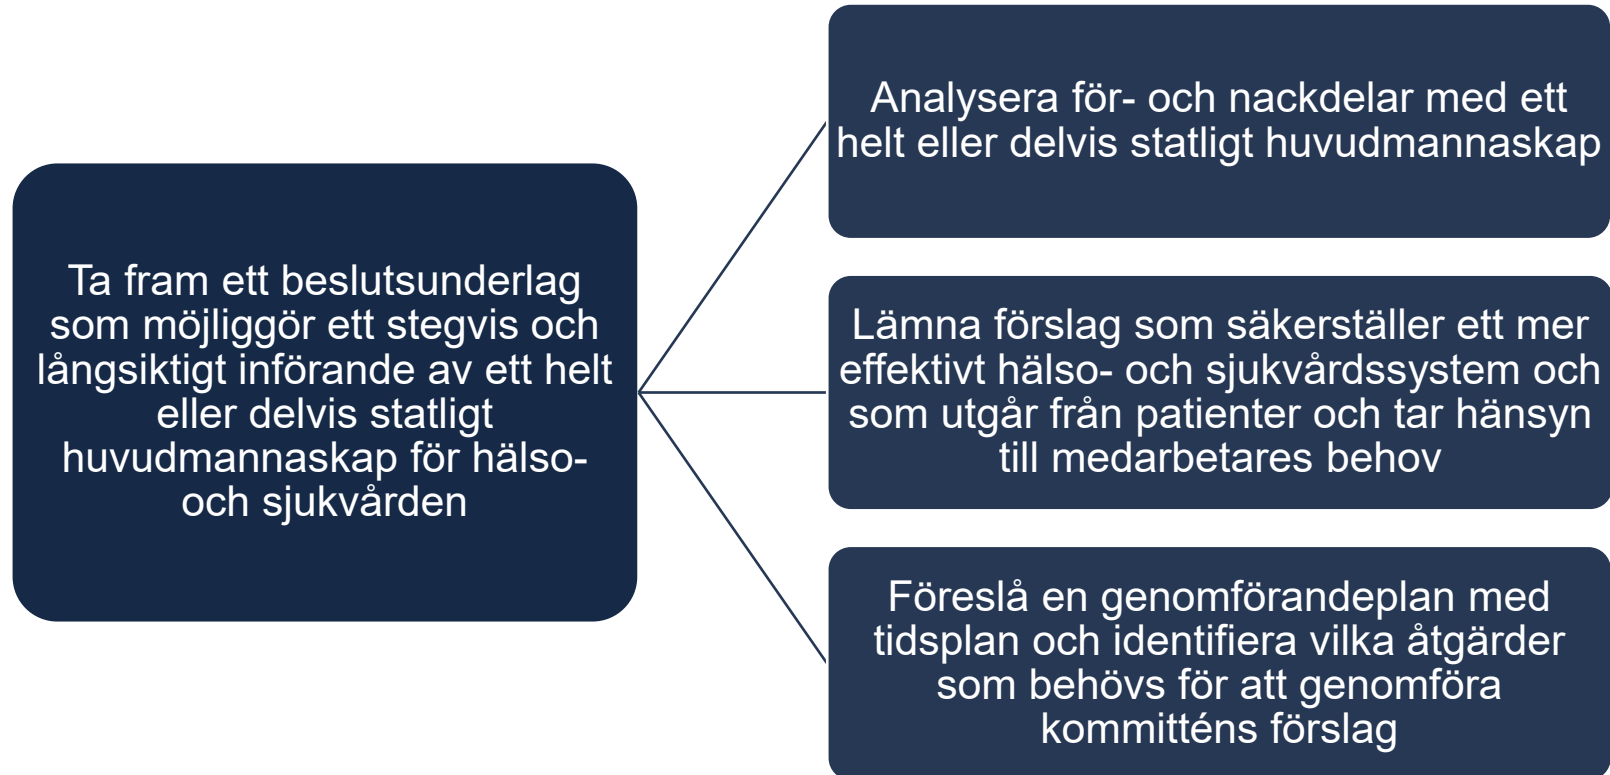 Ta fram ett beslutsunderlag
som möjliggör ett stegvis och
långsiktigt införande av ett helt
eller delvis statligt
huvudmannaskap för hälso-
och sjukvården
Analysera för- och nackdelar med ett
helt eller delvis statligt huvudmannaskap
Lämna förslag som säkerställer ett mer
effektivt hälso- och sjukvårdssystem och
som utgår från patienter och tar hänsyn
till medarbetares behov
Föreslå en genomförandeplan med
tidsplan och identifiera vilka åtgärder
som behövs för att genomföra
kommitténs förslag